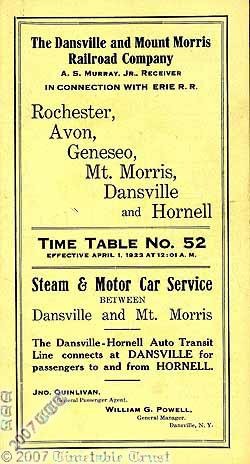 The Dansville and Mount Morris
Railroad Company
A. S. MURRAY, JR., RECEIVER
IN CONNECTION WITH ERIE R. R.
Rochester,
Avon,
Geneseo,
Mt. Morris,
Dansville
and Hornell
TIME TABLE NO. 52
EFFECTIVE APRIL 1, 1923 AT 12:01 A. M.
Steam & Motor Car Service
BETWEEN
Dansville and Mt. Morris
The Dansville-Hornell Auto Transit
Line connects at DANSVILLE for
passengers to and from HORNELL.
JNO. QUINLIVAN,
General Passenger Agent.
WILLIAM G. POWELL,
General Manager.
Dansville, N. Y.
©2007 Timetable Trust